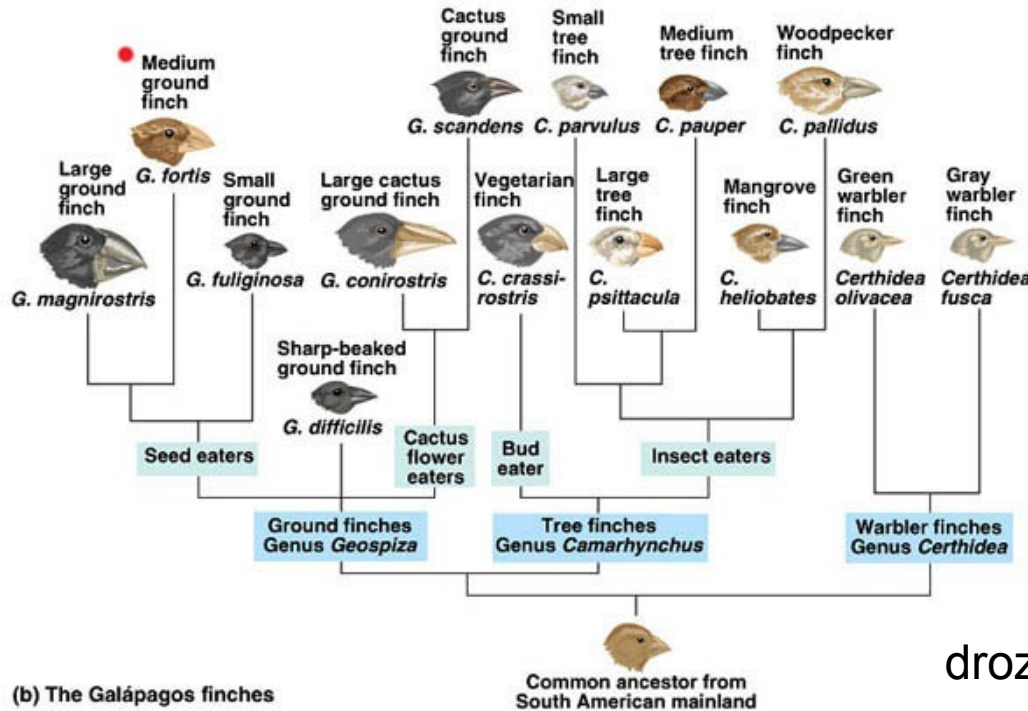 Cactus
ground
finch
G. scandens
Small
tree
finch
C. parvulus
Medium
tree finch
C. pauper
Woodpecker
finch
C. pallidus
Medium
ground
finch
G. fortis
Large
ground
finch
G. magnirostris
Small
ground
finch
G. fuliginosa
Large cactus
ground finch
G. conirostris
Vegetarian
finch
C. crassi-
rostris
Large
tree
finch
C.
psittacula
Mangrove
finch
C.
heliobates
Green
warbler
finch
Certhidea
olivacea
Gray
warbler
finch
Certhidea
fusca
Sharp-beaked
ground finch
G. difficilis
Seed eaters
Cactus
flower
eaters
Bud
eater
Insect eaters
Ground finches
Genus Geospiza
Tree finches
Genus Camarhynchus
Warbler finches
Genus Certhidea
Common ancestor from
South American mainland
(b) The Galápagos finches
droz